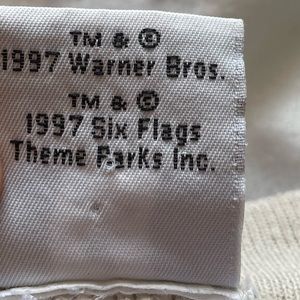 TM & ©
1997 Warner Bros.
TM & ©
1997 Six Flags
Theme Parks Inc.